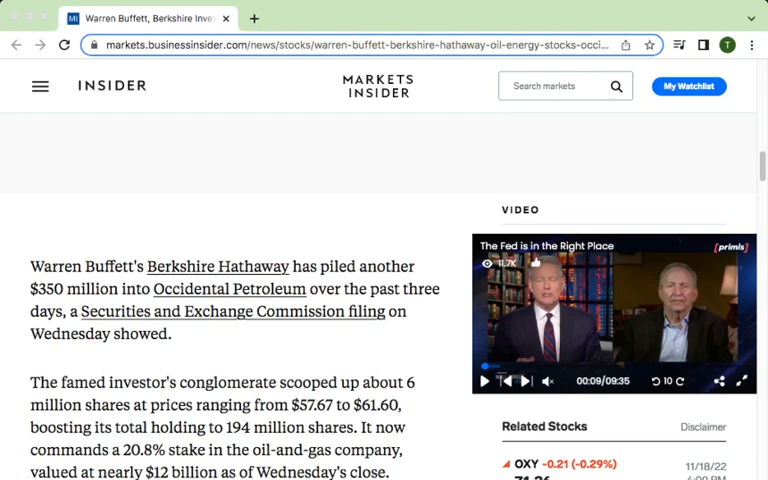 Warren Buffett, Berkshire Inves
markets.businessinsider.com/news/stocks/warren-buffett-berkshire-hathaway-oil-energy-stocks-occi...
T
INSIDER
MARKETS
INSIDER
Search markets
My Watchlist
VIDEO
The Fed is in the Right Place
[primis]
11.7K
00:09/09:35
10
Warren Buffett's Berkshire Hathaway has piled another
$350 million into Occidental Petroleum over the past three
days, a Securities and Exchange Commission filing on
Wednesday showed.
The famed investor's conglomerate scooped up about 6
million shares at prices ranging from $57.67 to $61.60,
boosting its total holding to 194 million shares. It now
commands a 20.8% stake in the oil-and-gas company,
valued at nearly $12 billion as of Wednesday's close.
Related Stocks
Disclaimer
OXY -0.21 (-0.29%)
11/18/22